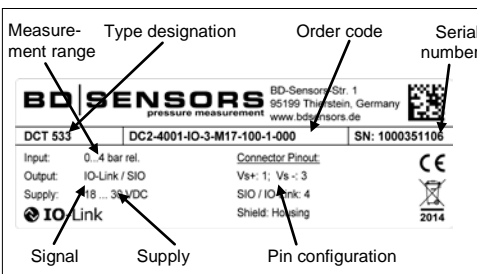 Measure-
ment range
Type designation
Order code
Serial
number
BD SENSORS
pressure measurement
BD-Sensors-Str. 1
95199 Thierstein, Germany
www.bdsensors.de
DCT 533
DC2-4001-IO-3-M17-100-1-000
SN: 1000351106
Input: 0...4 bar rel.
Output: IO-Link / SIO
Supply: 18 ... 30 VDC
IO-Link
Connector Pinout:
Vs+: 1; Vs -: 3
SIO / IO-Link: 4
Shield: Housing
CE
2014
Signal
Supply
Pin configuration